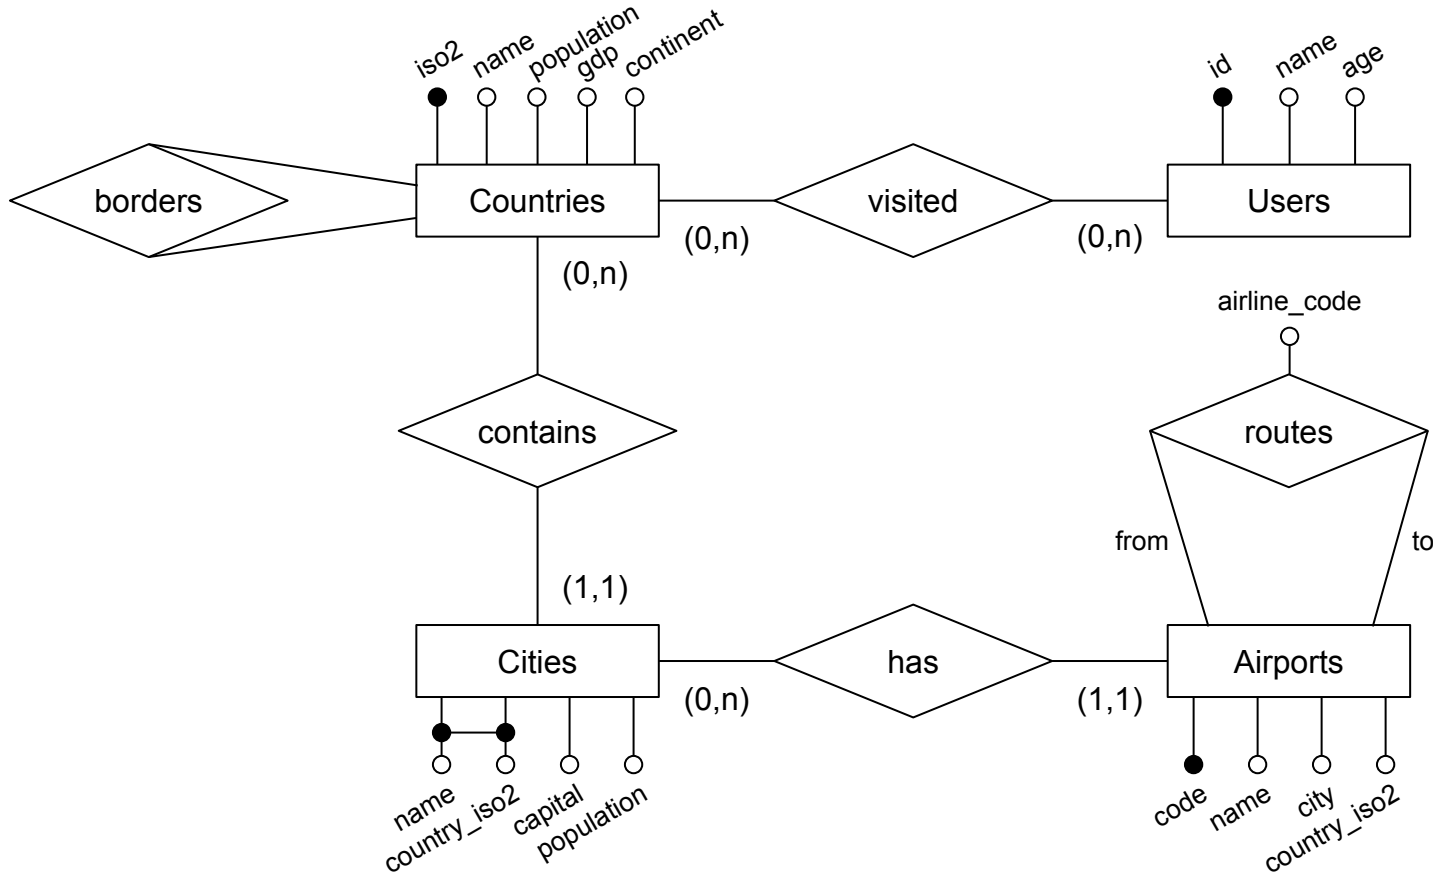 iso2
name
population
gdp
continent
id
name
age
borders
Countries
visited
Users
(0,n)
(0,n)
(0,n)
airline_code
contains
routes
from
to
(1,1)
Cities
has
Airports
(0,n)
(1,1)
name
country_iso2
capital
population
code
name
city
country_iso2